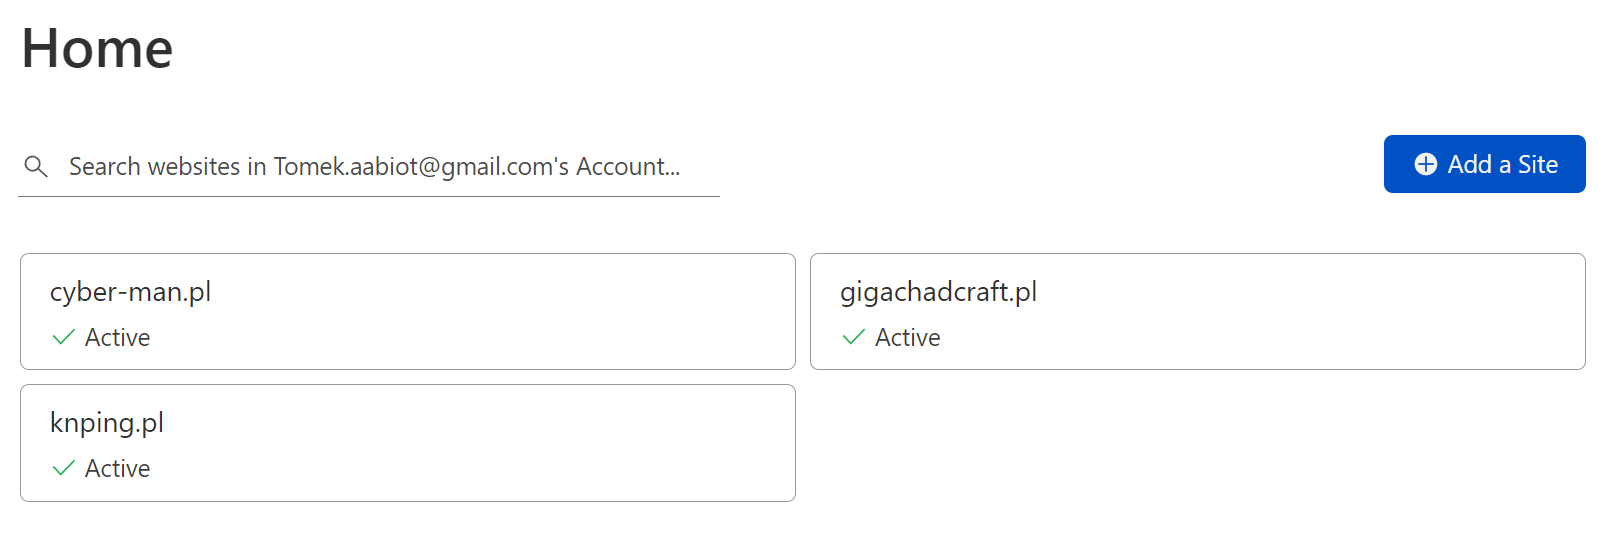 Home
Search websites in Tomek.aabiot@gmail.com's Account...
Add a Site
cyber-man.pl
Active
gigachadcraft.pl
Active
knping.pl
Active